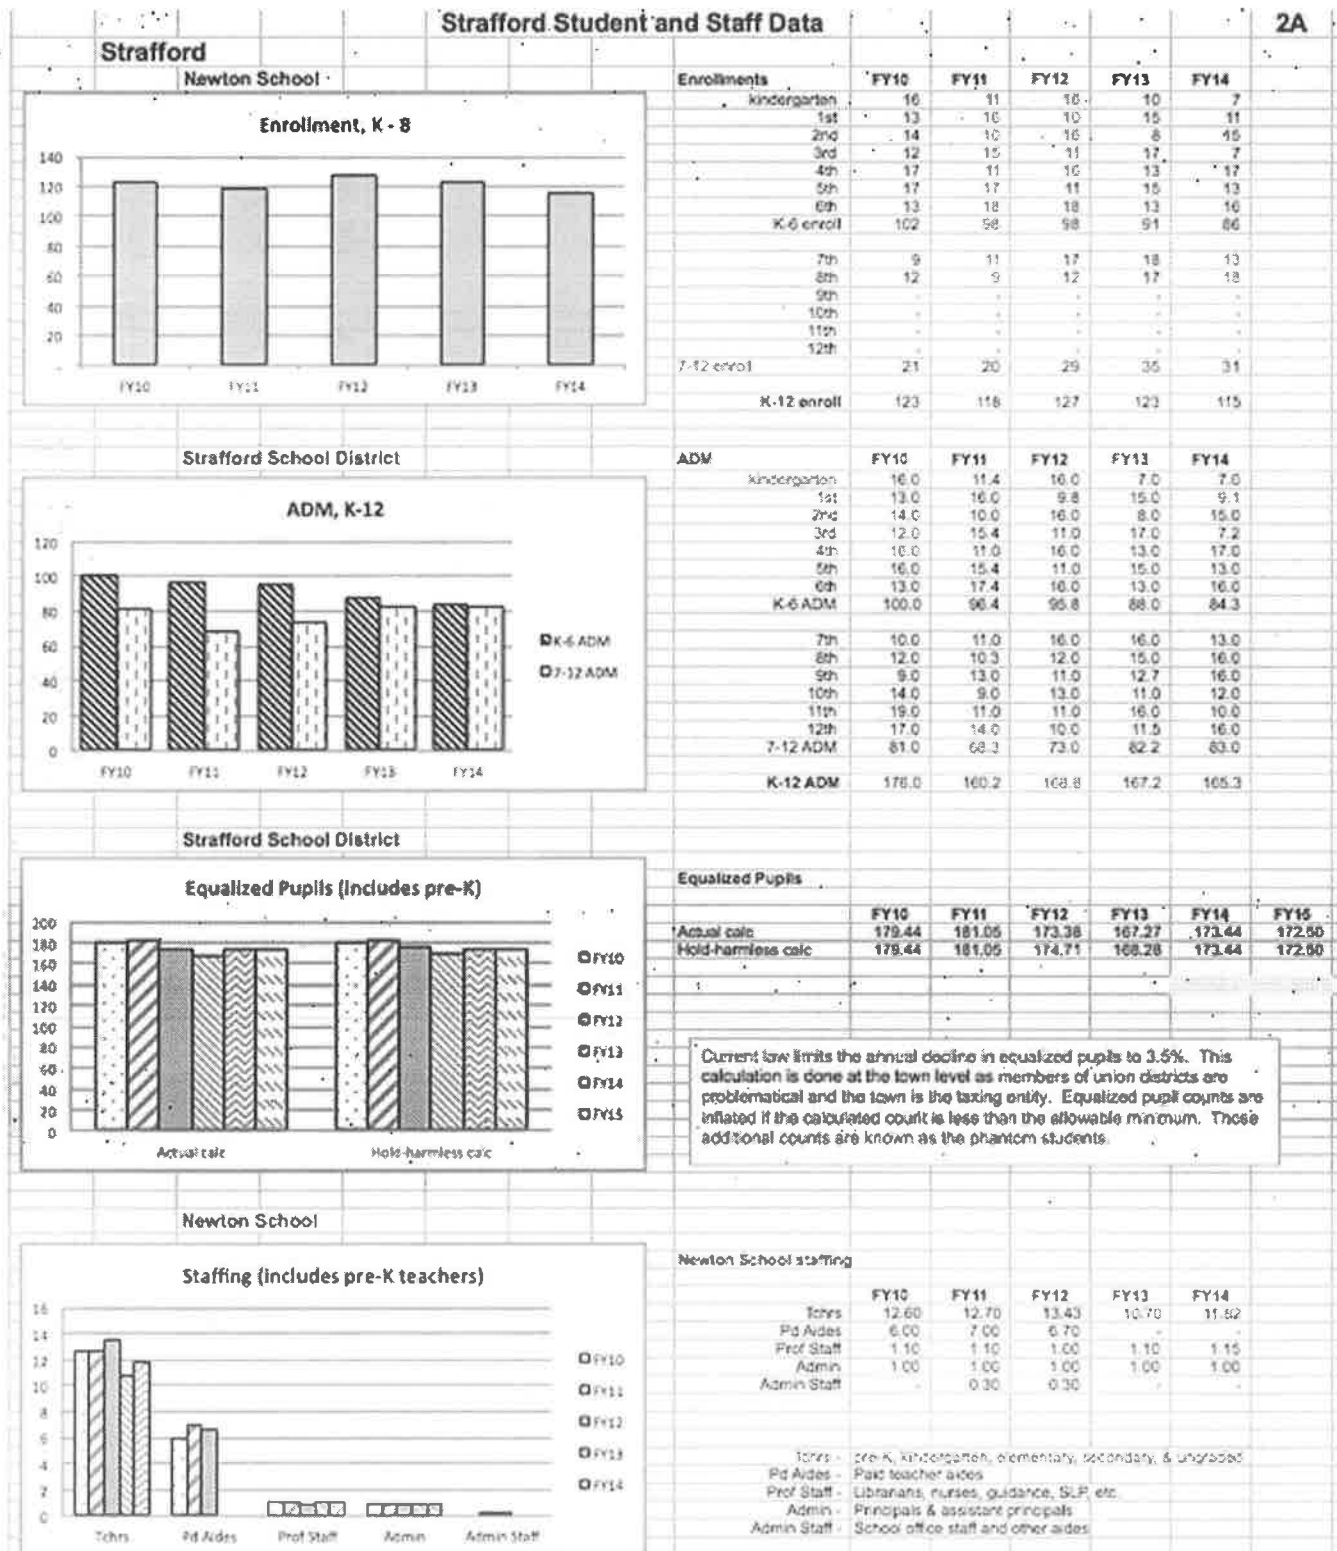 Strafford Student and Staff Data 2A
Strafford
Newton School
Enrollment, K - 8
140
120
100
80
60
40
20
-
FY10 FY11 FY12 FY13 FY14
Enrollments FY10 FY11 FY12 FY13 FY14
kindergarten 16 11 16 10 7
1st 13 16 10 15 11
2nd 14 10 16 8 15
3rd 12 15 11 17 7
4th 17 11 16 13 17
5th 17 17 11 15 13
6th 13 18 18 13 16
K-6 enroll 102 98 98 91 86
7th 9 11 17 18 13
8th 12 9 12 17 18
9th - - - - -
10th - - - - -
11th - - - - -
12th - - - - -
7-12 enroll 21 20 29 35 31
K-12 enroll 123 118 127 123 115
Strafford School District
ADM, K-12
120
100
80
60
40
20
0
FY10 FY11 FY12 FY13 FY14
K-6 ADM
7-12 ADM
ADM FY10 FY11 FY12 FY13 FY14
kindergarten 16.0 11.4 16.0 7.0 7.0
1st 13.0 16.0 9.8 15.0 9.1
2nd 14.0 10.0 16.0 8.0 15.0
3rd 12.0 15.4 11.0 17.0 7.2
4th 16.0 11.0 16.0 13.0 17.0
5th 16.0 15.4 11.0 15.0 13.0
6th 13.0 17.4 16.0 13.0 16.0
K-6 ADM 100.0 96.4 95.8 88.0 84.3
7th 10.0 11.0 16.0 16.0 13.0
8th 12.0 10.3 12.0 15.0 16.0
9th 9.0 13.0 11.0 12.7 16.0
10th 14.0 9.0 13.0 11.0 12.0
11th 19.0 11.0 11.0 16.0 10.0
12th 17.0 14.0 10.0 11.5 16.0
7-12 ADM 81.0 68.3 73.0 82.2 83.0
K-12 ADM 176.0 160.2 168.8 167.2 165.3
Strafford School District
Equalized Pupils (includes pre-K)
200
180
160
140
120
100
80
60
40
20
0
Actual calc Hold-harmless calc
FY10
FY11
FY12
FY13
FY14
FY15
Equalized Pupils
FY10 FY11 FY12 FY13 FY14 FY15
Actual calc 179.44 181.05 173.38 167.27 173.44 172.50
Hold-harmless calc 179.44 181.05 174.71 168.28 173.44 172.50
Current law limits the annual decline in equalized pupils to 3.5%. This
calculation is done at the town level as members of union districts are
problematical and the town is the taxing entity. Equalized pupil counts are
inflated if the calculated count is less than the allowable minimum. Those
additional counts are known as the phantom students.
Newton School
Staffing (includes pre-K teachers)
16
14
12
10
8
6
4
2
0
Tchrs Pd Aides Prof Staff Admin Admin Staff
FY10
FY11
FY12
FY13
FY14
Newton School staffing
FY10 FY11 FY12 FY13 FY14
Tchrs 12.60 12.70 13.43 10.70 11.82
Pd Aides 6.00 7.00 6.70 - -
Prof Staff 1.10 1.10 1.00 1.10 1.15
Admin 1.00 1.00 1.00 1.00 1.00
Admin Staff - 0.30 0.30 - -
Tchrs - pre-K, kindergarten, elementary, secondary, & ungraded
Pd Aides - Paid teacher aides
Prof Staff - Librarians, nurses, guidance, SLP, etc.
Admin - Principals & assistant principals
Admin Staff - School office staff and other aides